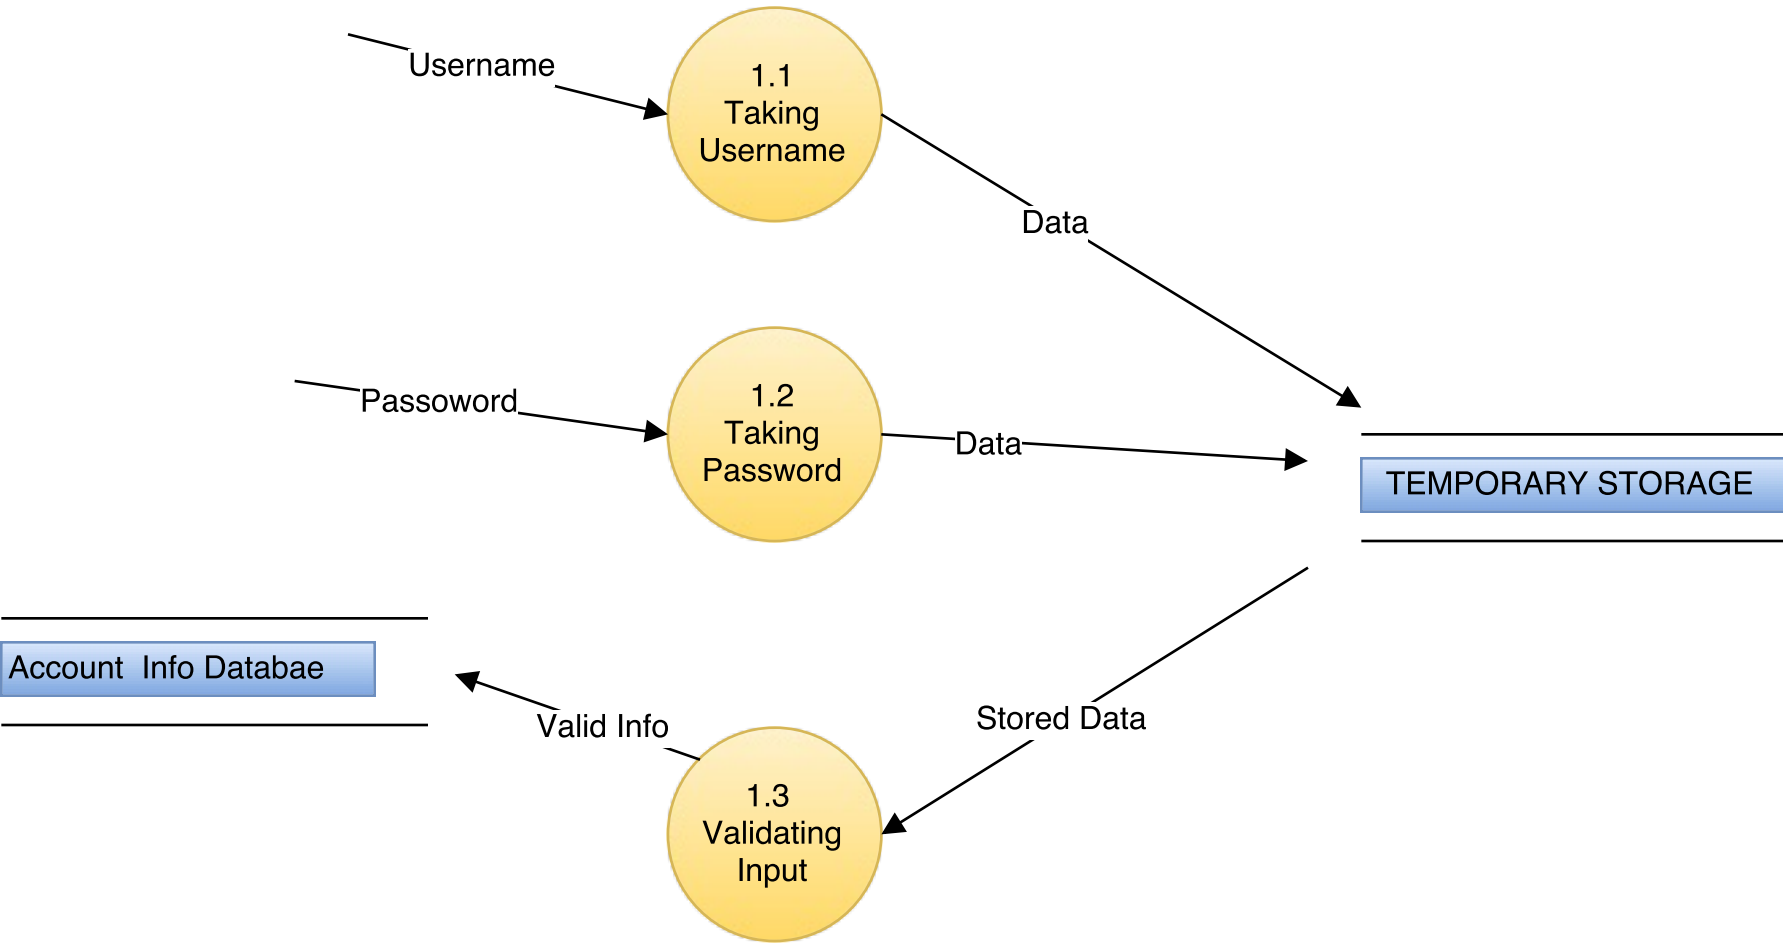 Username
1.1
Taking
Username
Data
Passoword
1.2
Taking
Password
Data
TEMPORARY STORAGE
Account  Info Databae
Valid Info
Stored Data
1.3
Validating
Input